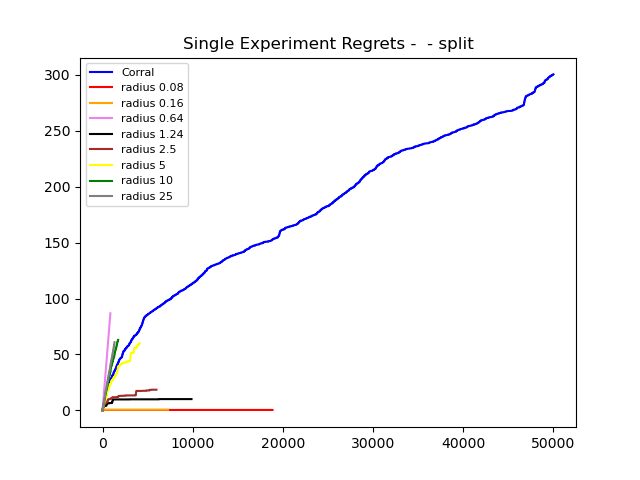 Single Experiment Regrets -  - split
Corral
radius 0.08
radius 0.16
radius 0.64
radius 1.24
radius 2.5
radius 5
radius 10
radius 25
300
250
200
150
100
50
0
0 10000 20000 30000 40000 50000